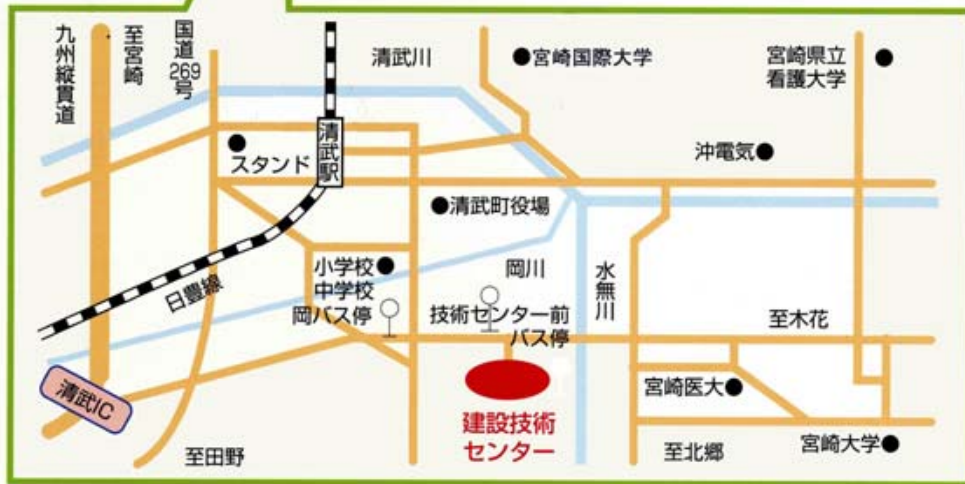 九州縦貫道
至宮崎
国道
269
号
清武川
宮崎国際大学
宮崎県立
看護大学
スタンド
清武駅
沖電気
清武町役場
日豊線
小学校
中学校
岡バス停
岡川
技術センター前
バス停
水無川
至木花
清武IC
建設技術
センター
宮崎医大
至田野
至北郷
宮崎大学